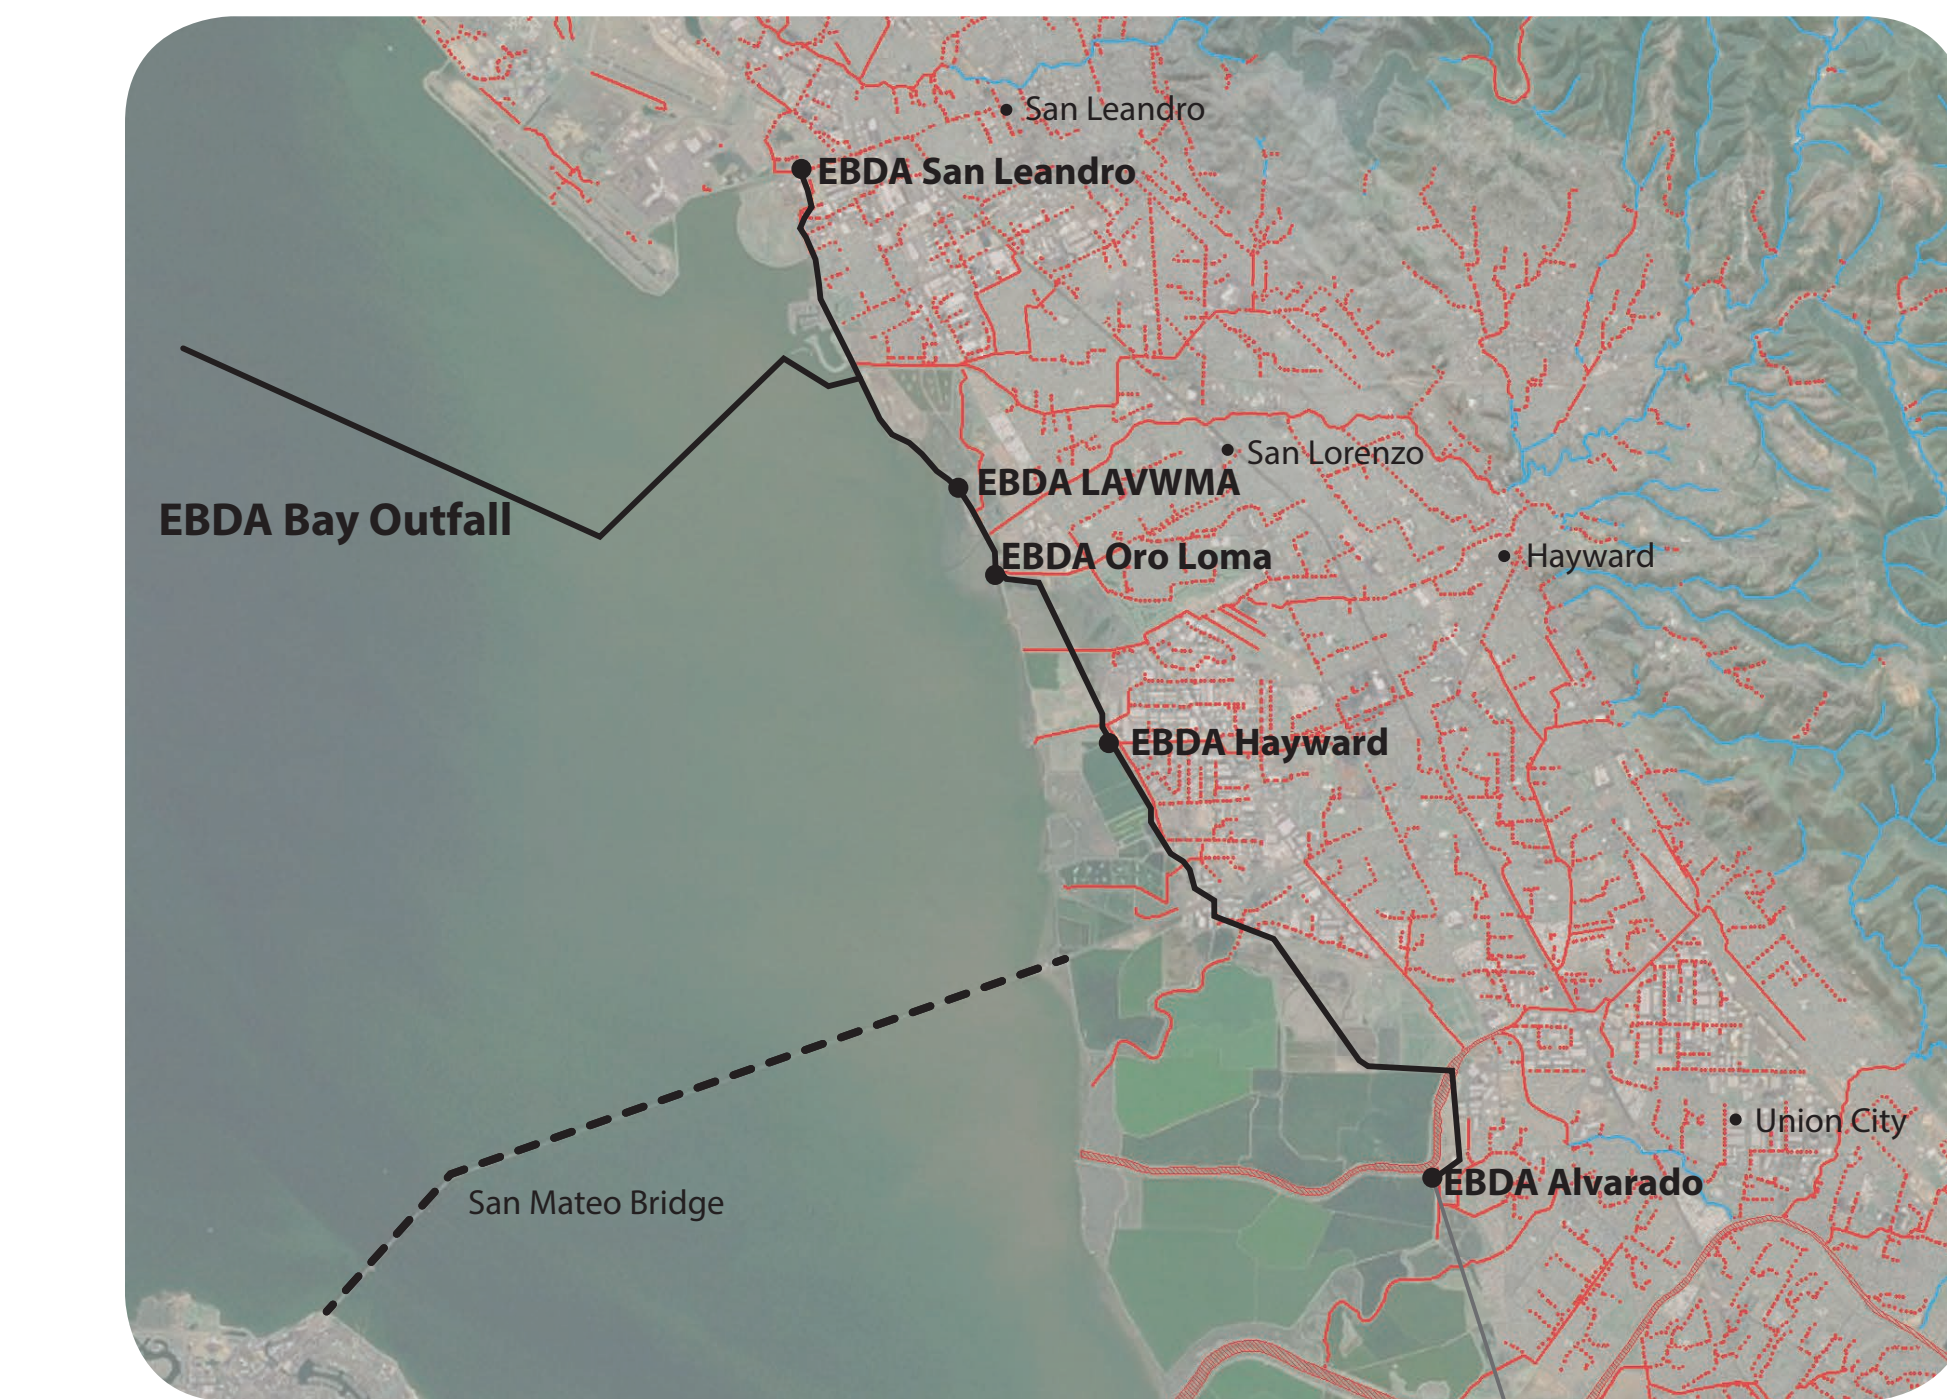 San Leandro
EBDA San Leandro
San Lorenzo
EBDA LAVWMA
EBDA Bay Outfall
EBDA Oro Loma
Hayward
EBDA Hayward
Union City
EBDA Alvarado
San Mateo Bridge